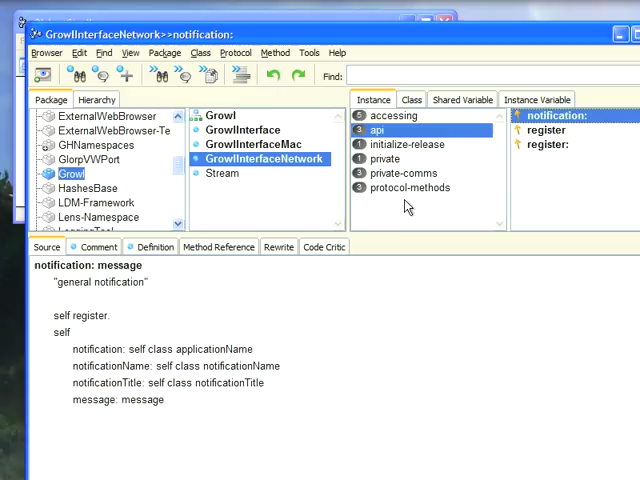 GrowlInterfaceNetwork>>notification:
Browser Edit Find View Package Class Protocol Method Tools Help
Find:
Package Hierarchy
Instance Class Shared Variable Instance Variable
ExternalWebBrowser
ExternalWebBrowser-Te
GHNamespaces
GlorpVWPort
Growl
HashesBase
LDM-Framework
Lens-Namespace
Growl
GrowlInterface
GrowlInterfaceMac
GrowlInterfaceNetwork
Stream
5 accessing
3 api
1 initialize-release
1 private
3 private-comms
3 protocol-methods
notification:
register
register:
Source Comment Definition Method Reference Rewrite Code Critic
notification: message
"general notification"
self register.
self
notification: self class applicationName
notificationName: self class notificationName
notificationTitle: self class notificationTitle
message: message